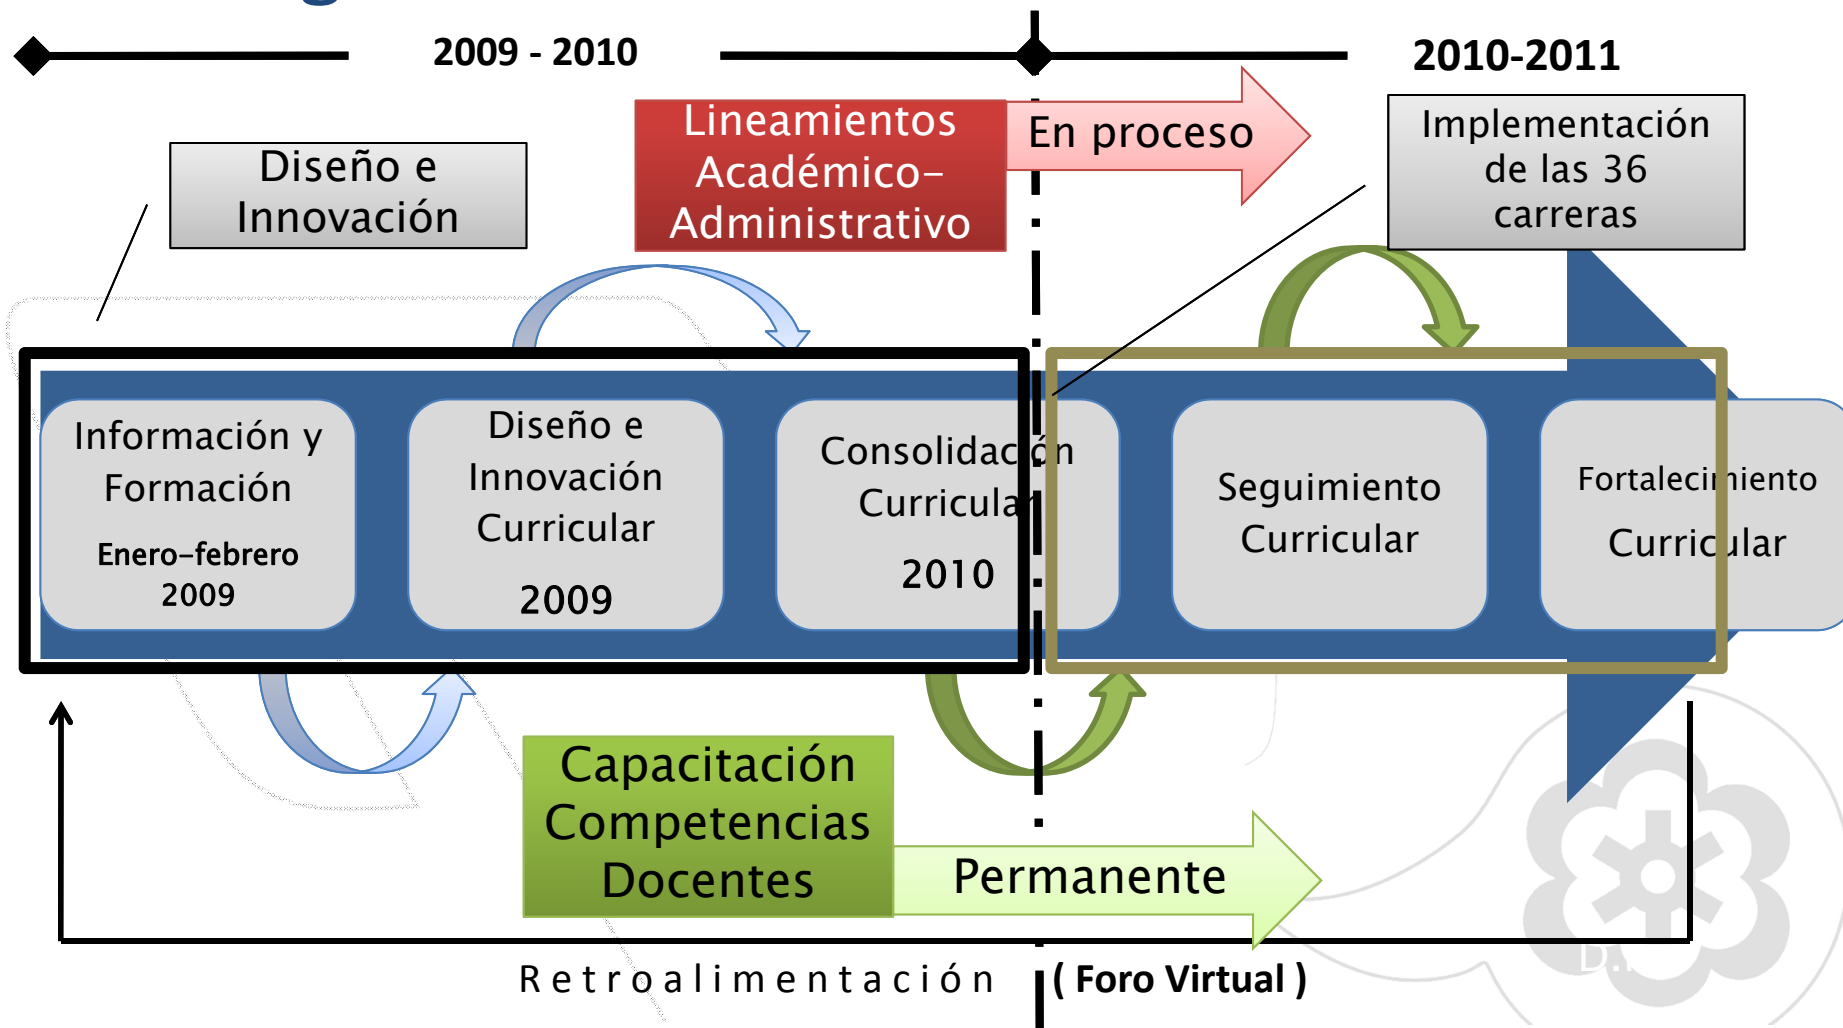 2009 - 2010
2010-2011
Lineamientos
Académico-
Administrativo
En proceso
Implementación
de las 36
carreras
Diseño e
Innovación
Información y
Formación
Enero-febrero
2009
Diseño e
Innovación
Curricular
2009
Consolidación
Curricular
2010
Seguimiento
Curricular
Fortalecimiento
Curricular
Capacitación
Competencias
Docentes
Permanente
Retroalimentación ( Foro Virtual )